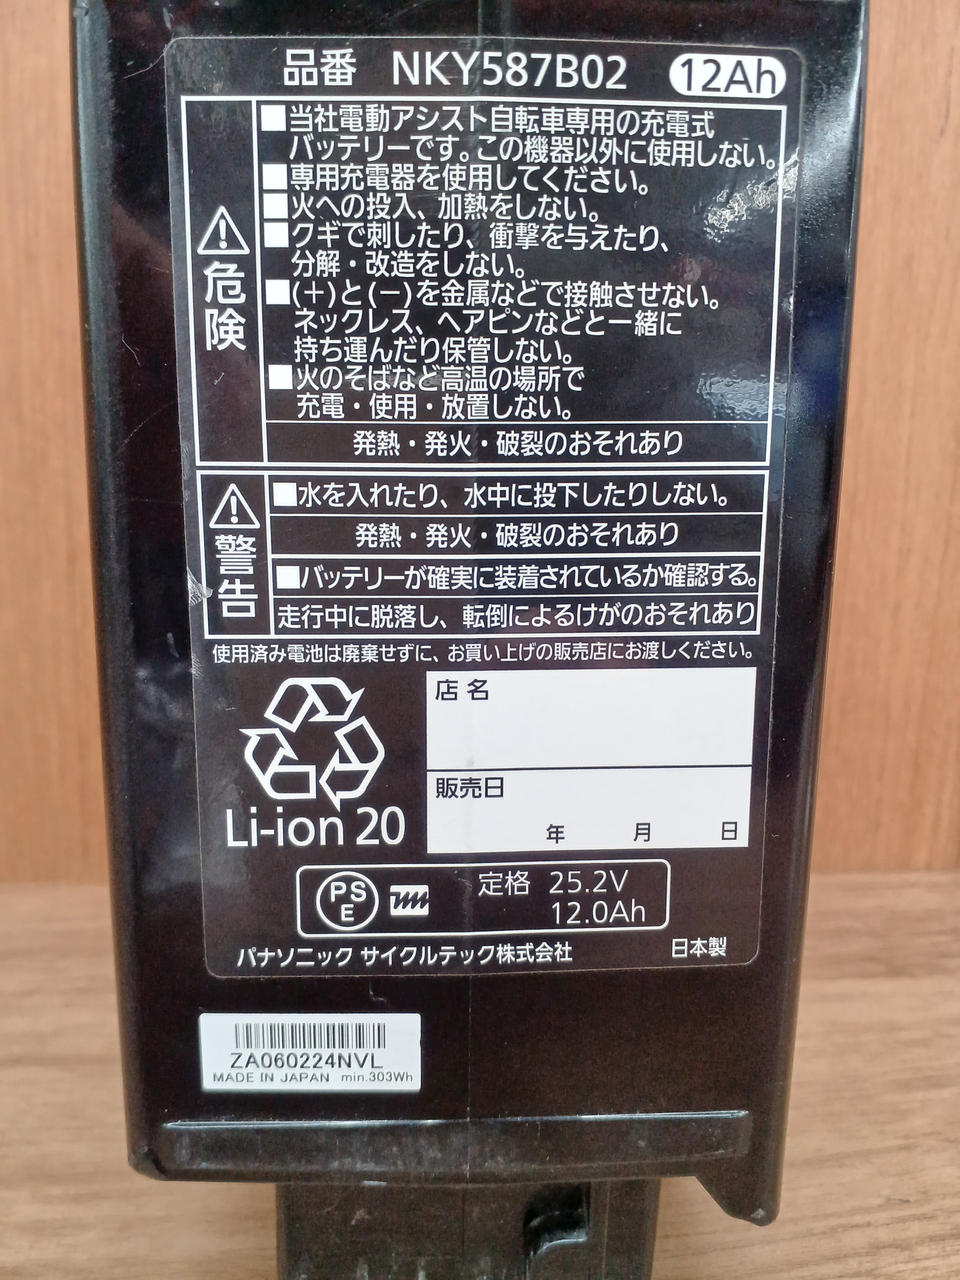 品番 NKY587B02 12Ah
危険
■当社電動アシスト自転車専用の充電式
バッテリーです。この機器以外に使用しない。
■専用充電器を使用してください。
■火への投入、加熱をしない。
■クギで刺したり、衝撃を与えたり、
分解・改造をしない。
■(+)と(-)を金属などで接触させない。
ネックレス、ヘアピンなどと一緒に
持ち運んだり保管しない。
■火のそばなど高温の場所で
充電・使用・放置しない。
発熱・発火・破裂のおそれあり
警告
■水を入れたり、水中に投下したりしない。
発熱・発火・破裂のおそれあり
■バッテリーが確実に装着されているか確認する。
走行中に脱落し、転倒によるけがのおそれあり
使用済み電池は廃棄せずに、お買い上げの販売店にお渡しください。
店名
販売日
年 月 日
Li-ion 20
PS
E
定格 25.2V
12.0Ah
パナソニック サイクルテック株式会社 日本製
ZA060224NVL
MADE IN JAPAN min.303Wh